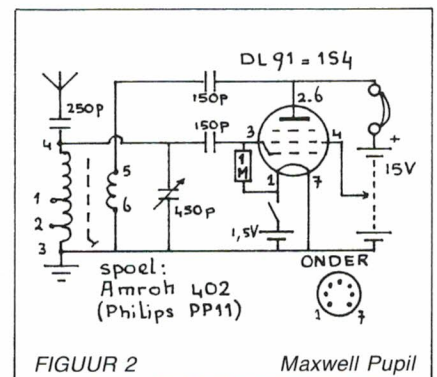 DL91 = 1S4
250p
150p
150p
2.6
3
4
4
1
M
1
7
+
15V
5
6
450p
1
2
3
1,5V
spoel:
Amroh 402
(Philips PP11)
ONDER
1
7
FIGUUR 2
Maxwell Pupil